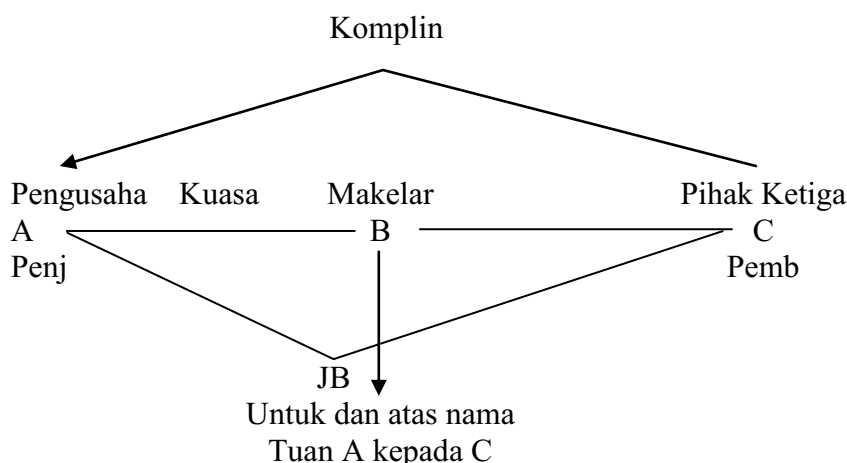 Komplin
Pengusaha Kuasa Makelar Pihak Ketiga
A B C
Penj Pemb
JB
Untuk dan atas nama
Tuan A kepada C